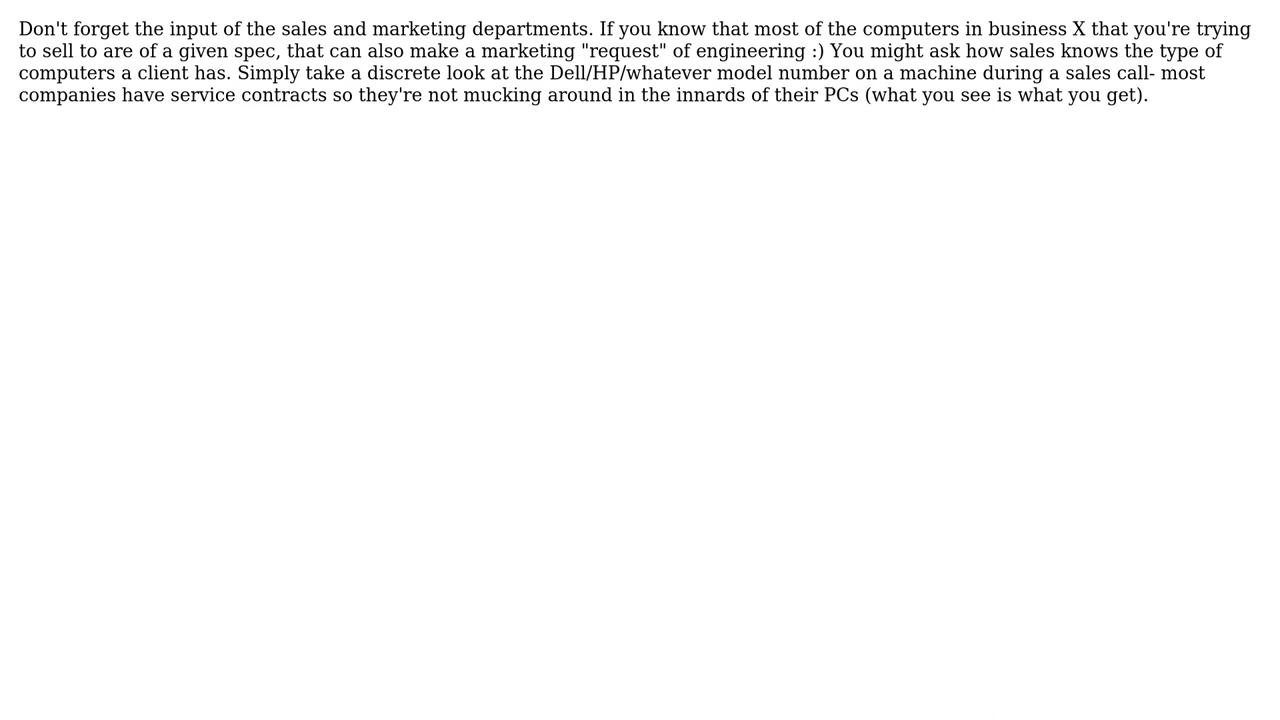 Don't forget the input of the sales and marketing departments. If you know that most of the computers in business X that you're trying
to sell to are of a given spec, that can also make a marketing "request" of engineering :) You might ask how sales knows the type of
computers a client has. Simply take a discrete look at the Dell/HP/whatever model number on a machine during a sales call- most
companies have service contracts so they're not mucking around in the innards of their PCs (what you see is what you get).